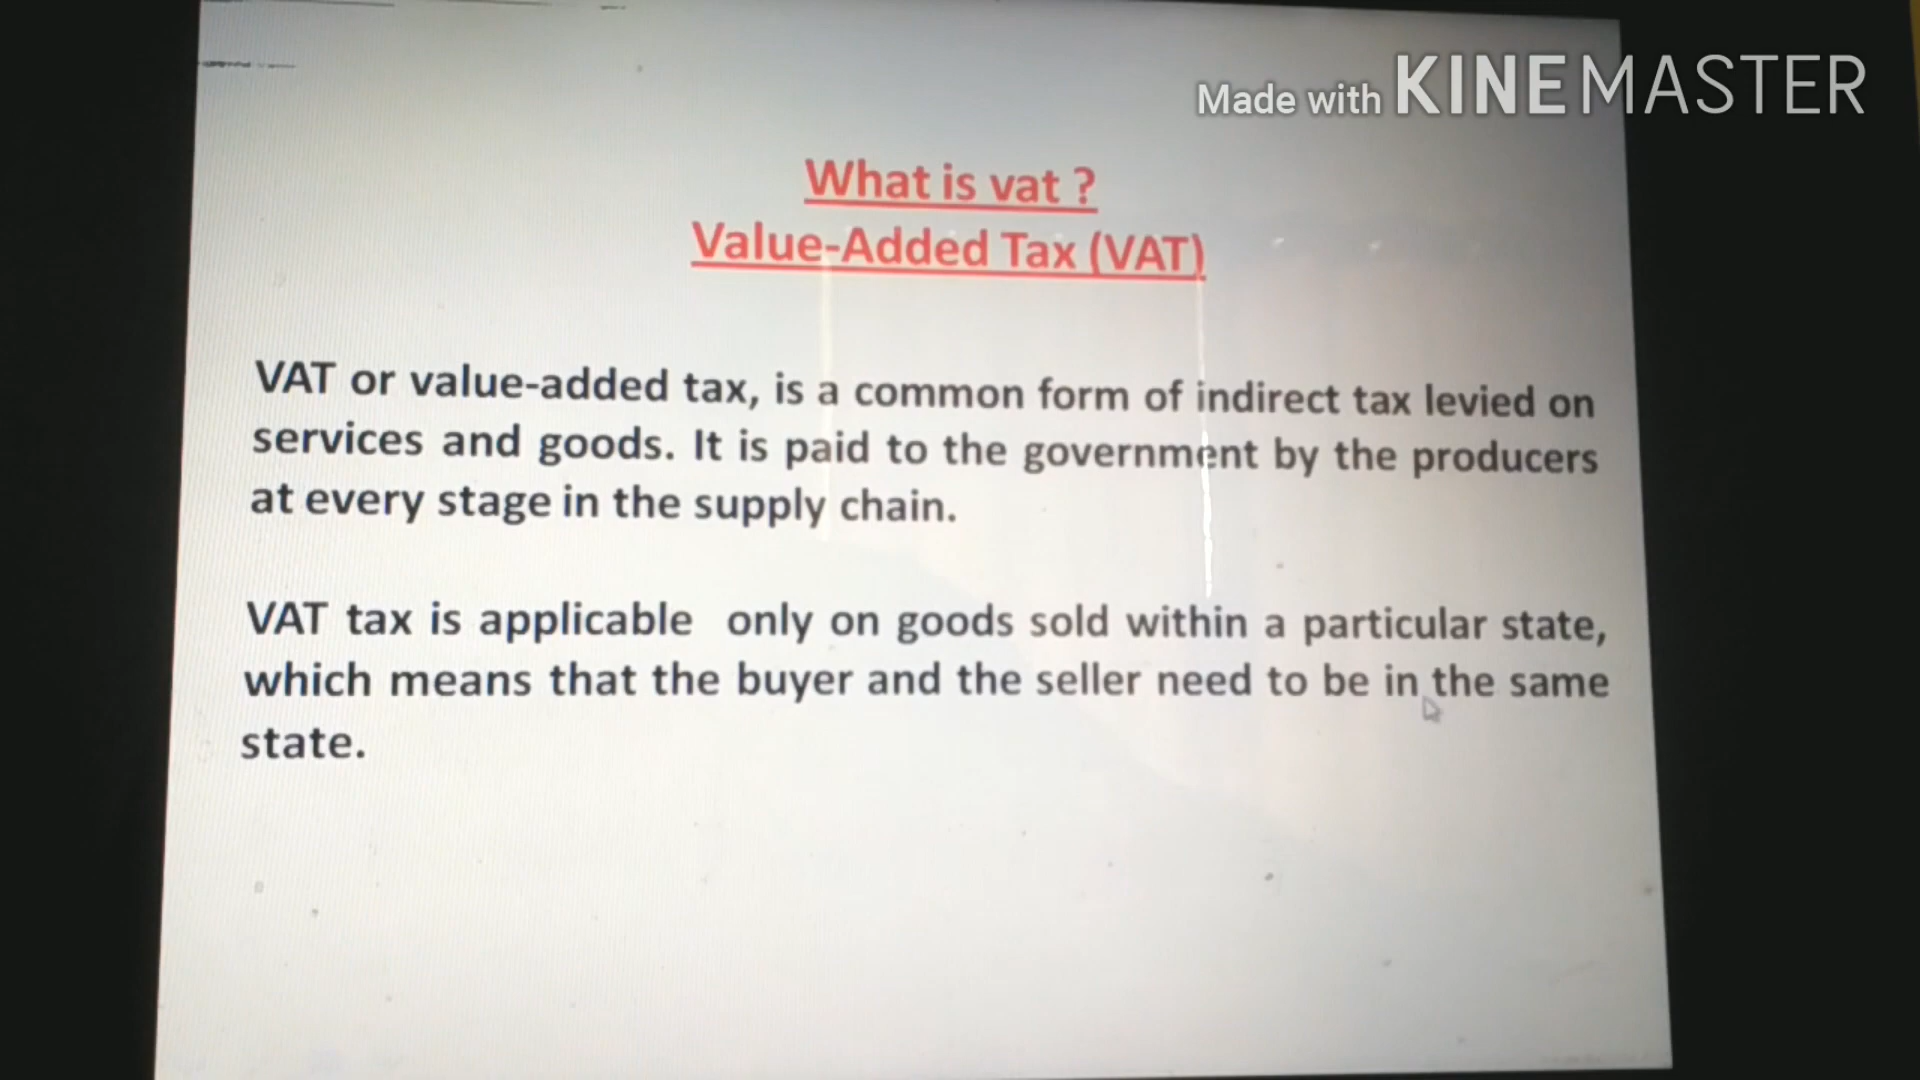 Made with KINEMASTER
What is vat ?
Value-Added Tax (VAT)
VAT or value-added tax, is a common form of indirect tax levied on
services and goods. It is paid to the government by the producers
at every stage in the supply chain.
VAT tax is applicable only on goods sold within a particular state,
which means that the buyer and the seller need to be in the same
state.